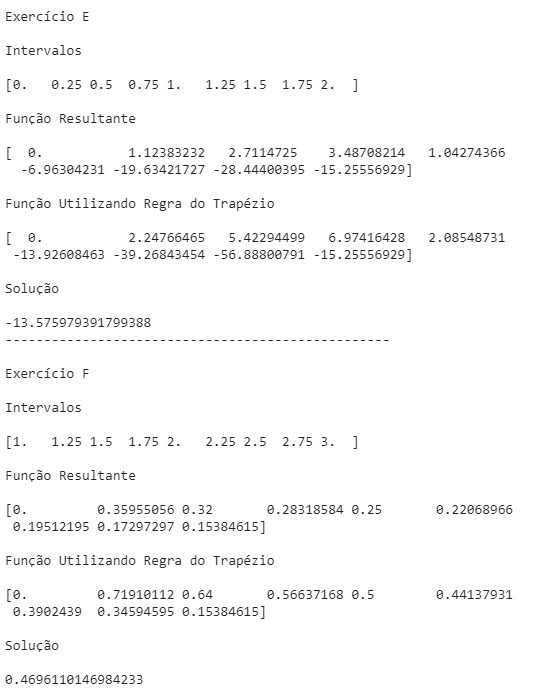 Exercício E
Intervalos
[0.   0.25 0.5  0.75 1.   1.25 1.5  1.75 2.  ]
Função Resultante
[  0.           1.12383232   2.7114725    3.48708214   1.04274366
  -6.96304231 -19.63421727 -28.44400395 -15.25556929]
Função Utilizando Regra do Trapézio
[  0.           2.24766465   5.42294499   6.97416428   2.08548731
 -13.92608463 -39.26843454 -56.88800791 -15.25556929]
Solução
-13.575979391799388
--------------------------------------------------
Exercício F
Intervalos
[1.   1.25 1.5  1.75 2.   2.25 2.5  2.75 3.  ]
Função Resultante
[0.         0.35955056 0.32       0.28318584 0.25       0.22068966
 0.19512195 0.17297297 0.15384615]
Função Utilizando Regra do Trapézio
[0.         0.71910112 0.64       0.56637168 0.5        0.44137931
 0.3902439  0.34594595 0.15384615]
Solução
0.4696110146984233